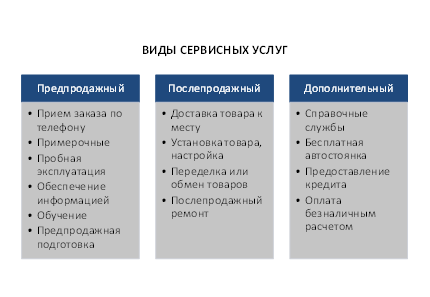 ВИДЫ СЕРВИСНЫХ УСЛУГ
Предпродажный
• Прием заказа по
телефону
• Примерочные
• Пробная
эксплуатация
• Обеспечение
информацией
• Обучение
• Предпродажная
подготовка
Послепродажный
• Доставка товара к
месту
• Установка товара,
настройка
• Переделка или
обмен товаров
• Послепродажный
ремонт
Дополнительный
• Справочные
службы
• Бесплатная
автостоянка
• Предоставление
кредита
• Оплата
безналичным
расчетом